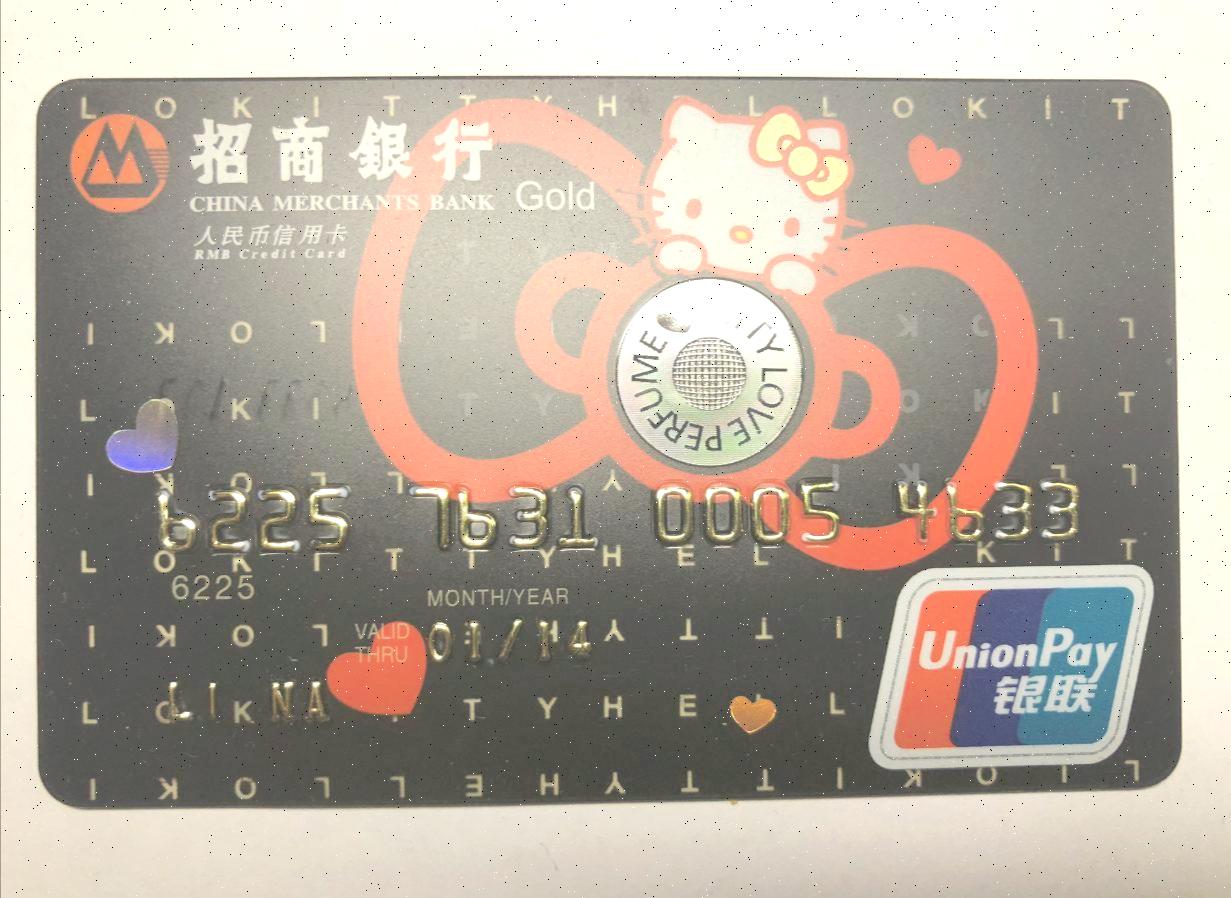 L O K I T T Y H E L L O K I T
招商银行
CHINA MERCHANTS BANK Gold
人民币信用卡
RMB Credit Card
TY LOVE PERFUME
6225 7631 0005 4633
6225
MONTH/YEAR
VALID THRU 01/14
LI NA
UnionPay
银联